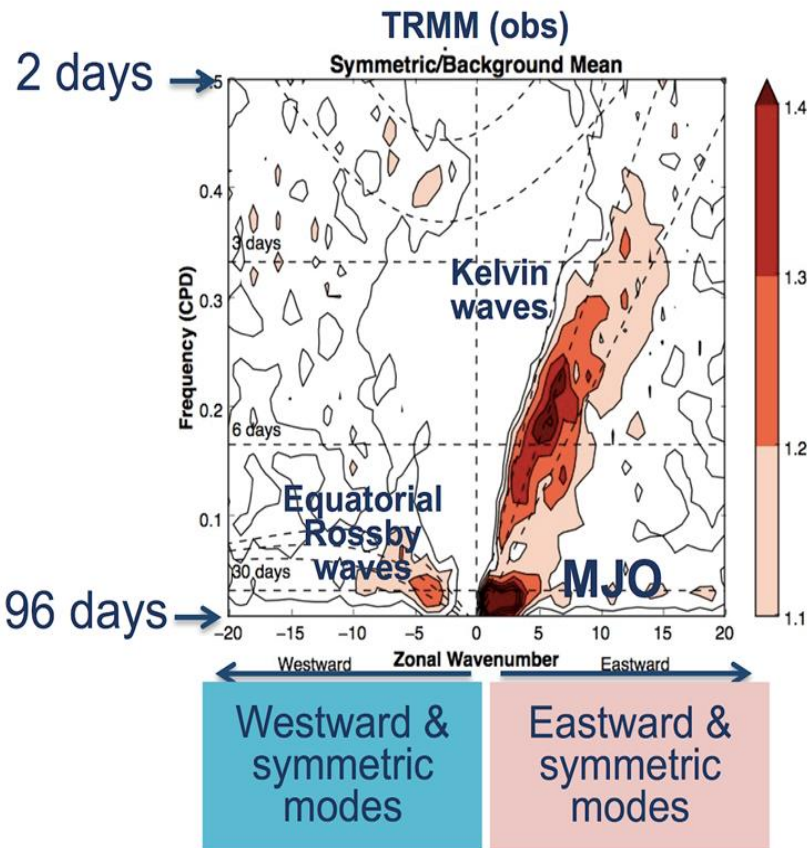 TRMM (obs)
Symmetric/Background Mean
2 days
.5
1.4
0.4
3 days
Kelvin
waves
0.3
1.3
Frequency (CPD)
0.2
6 days
1.2
Equatorial
Rossby
waves
0.1
30 days
MJO
96 days
1.1
−20 −15 −10 −5 0 5 10 15 20
Westward Zonal Wavenumber Eastward
Westward &
symmetric
modes
Eastward &
symmetric
modes